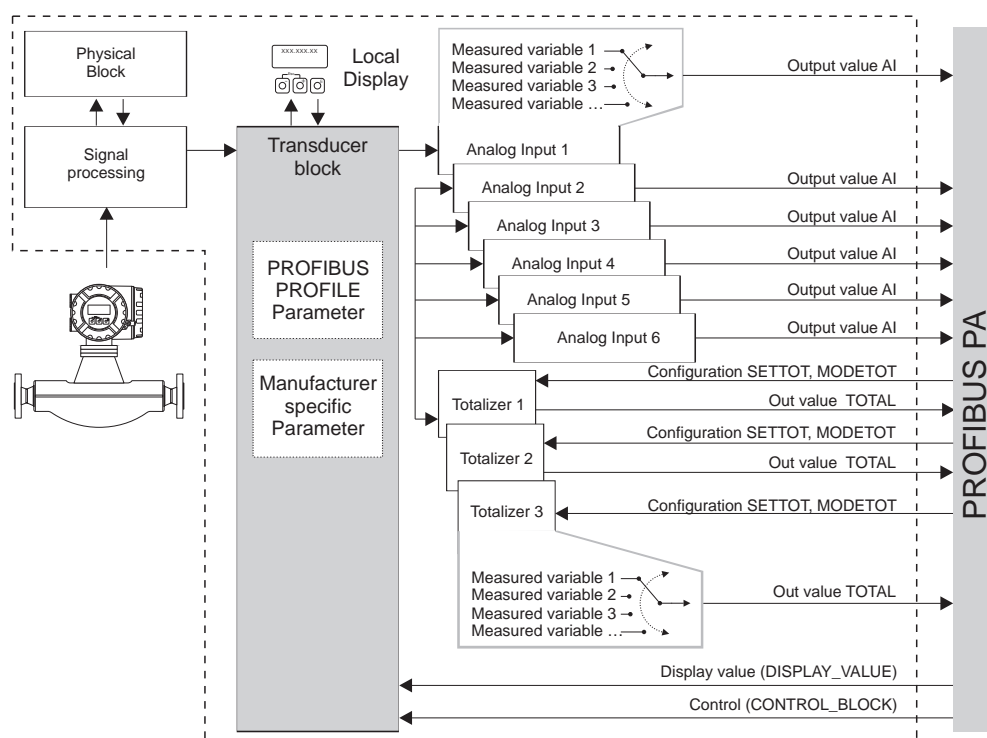 Physical
Block
Signal
processing
xxx.xxx.xx
Local
Display
Transducer
block
PROFIBUS
PROFILE
Parameter
Manufacturer
specific
Parameter
Measured variable 1
Measured variable 2
Measured variable 3
Measured variable …
Analog Input 1
Analog Input 2
Analog Input 3
Analog Input 4
Analog Input 5
Analog Input 6
Output value AI
Output value AI
Output value AI
Output value AI
Output value AI
Output value AI
Totalizer 1
Configuration SETTOT, MODETOT
Out value TOTAL
Totalizer 2
Configuration SETTOT, MODETOT
Out value TOTAL
Totalizer 3
Configuration SETTOT, MODETOT
Measured variable 1
Measured variable 2
Measured variable 3
Measured variable …
Out value TOTAL
Display value (DISPLAY_VALUE)
Control (CONTROL_BLOCK)
PROFIBUS PA